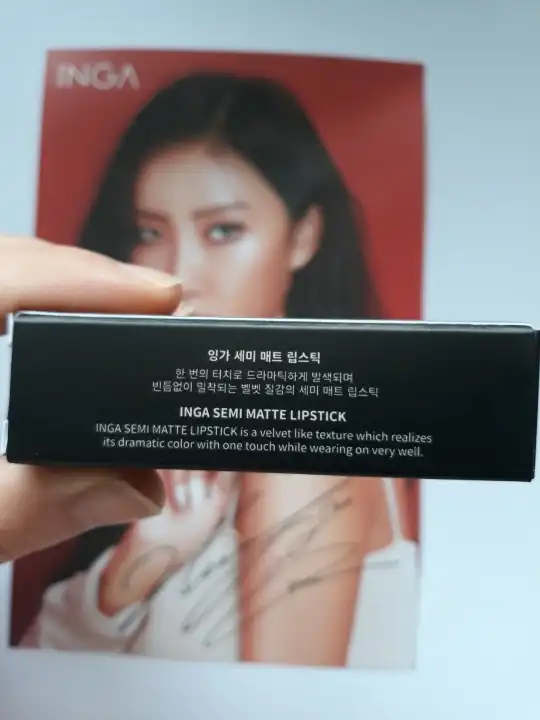 INGA
잉가 세미 매트 립스틱
한 번의 터치로 드라마틱하게 발색되며
빈틈없이 밀착되는 벨벳 질감의 세미 매트 립스틱
INGA SEMI MATTE LIPSTICK
INGA SEMI MATTE LIPSTICK is a velvet like texture which realizes
its dramatic color with one touch while wearing on very well.